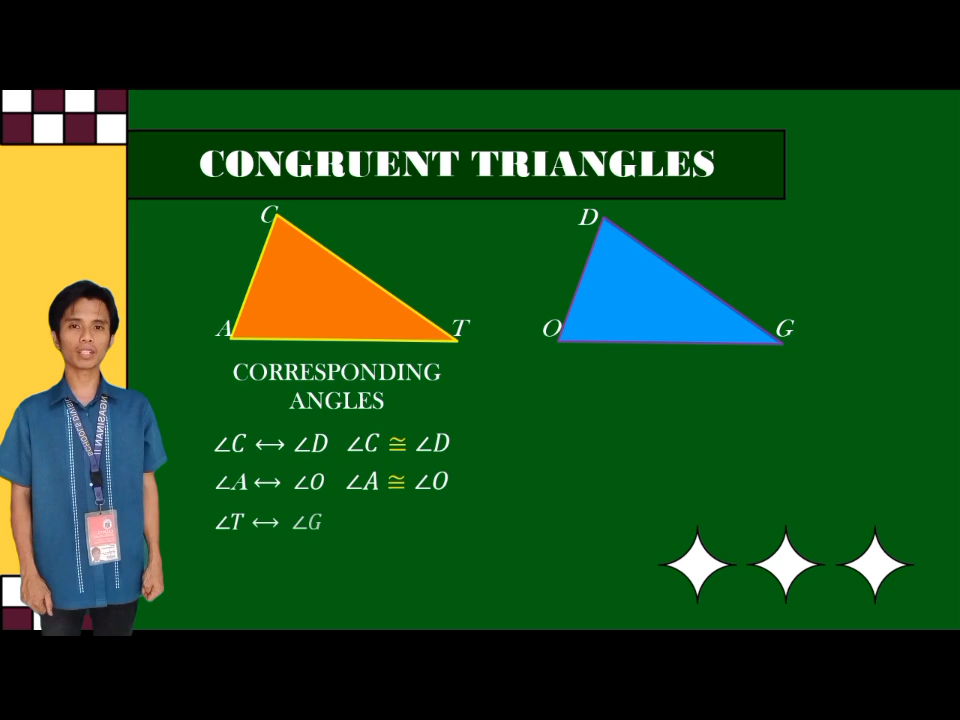 CONGRUENT TRIANGLES
C D
A T O G
CORRESPONDING
ANGLES
∠C ↔ ∠D ∠C ≅ ∠D
∠A ↔ ∠O ∠A ≅ ∠O
∠T ↔ ∠G